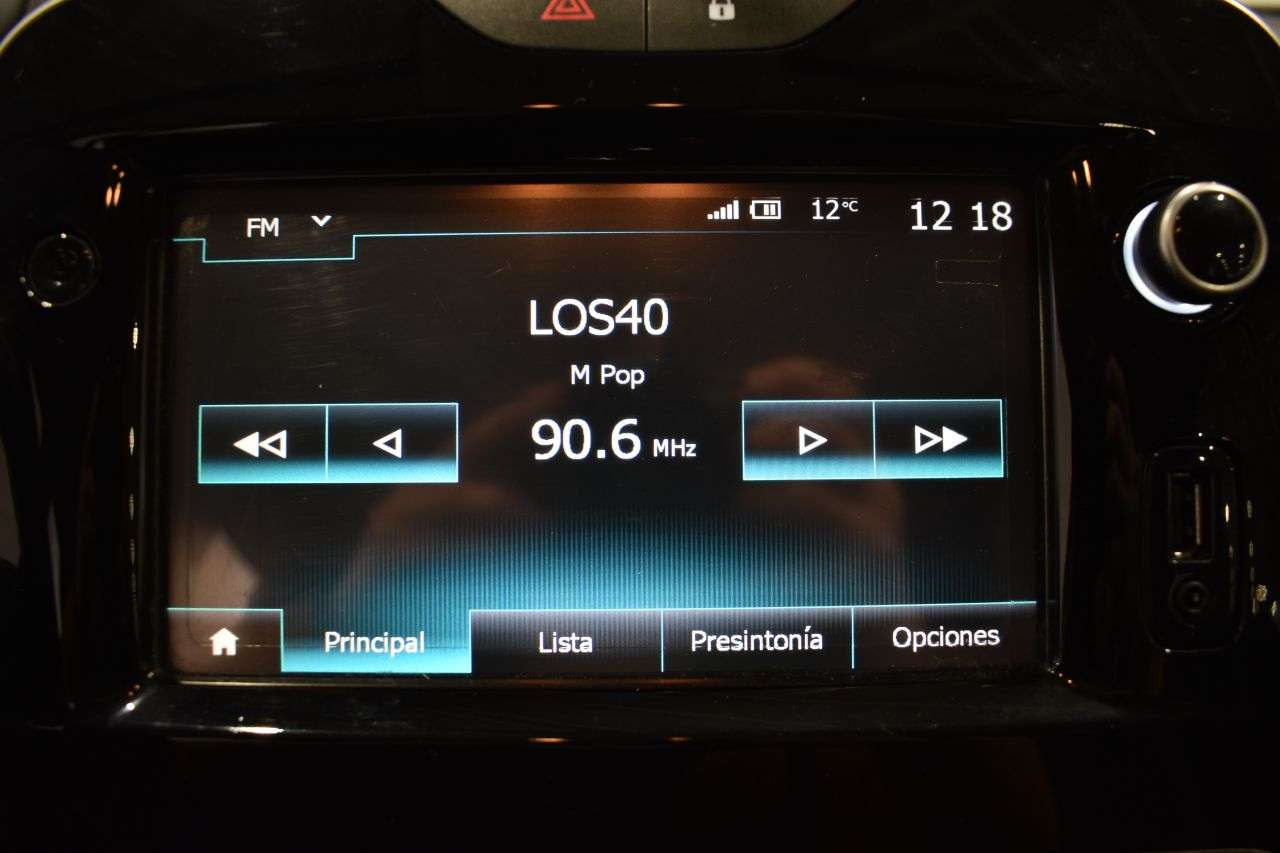 FM
12°C
12 18
LOS40
M Pop
90.6 MHz
Principal
Lista
Presintonía
Opciones